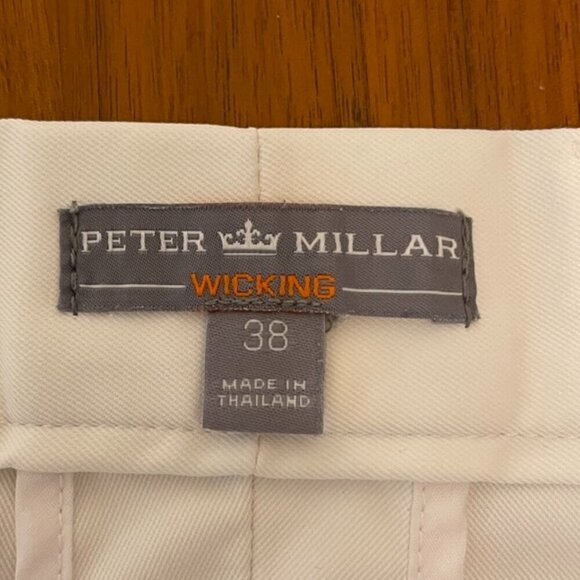 PETER MILLAR
WICKING
38
MADE IN
THAILAND